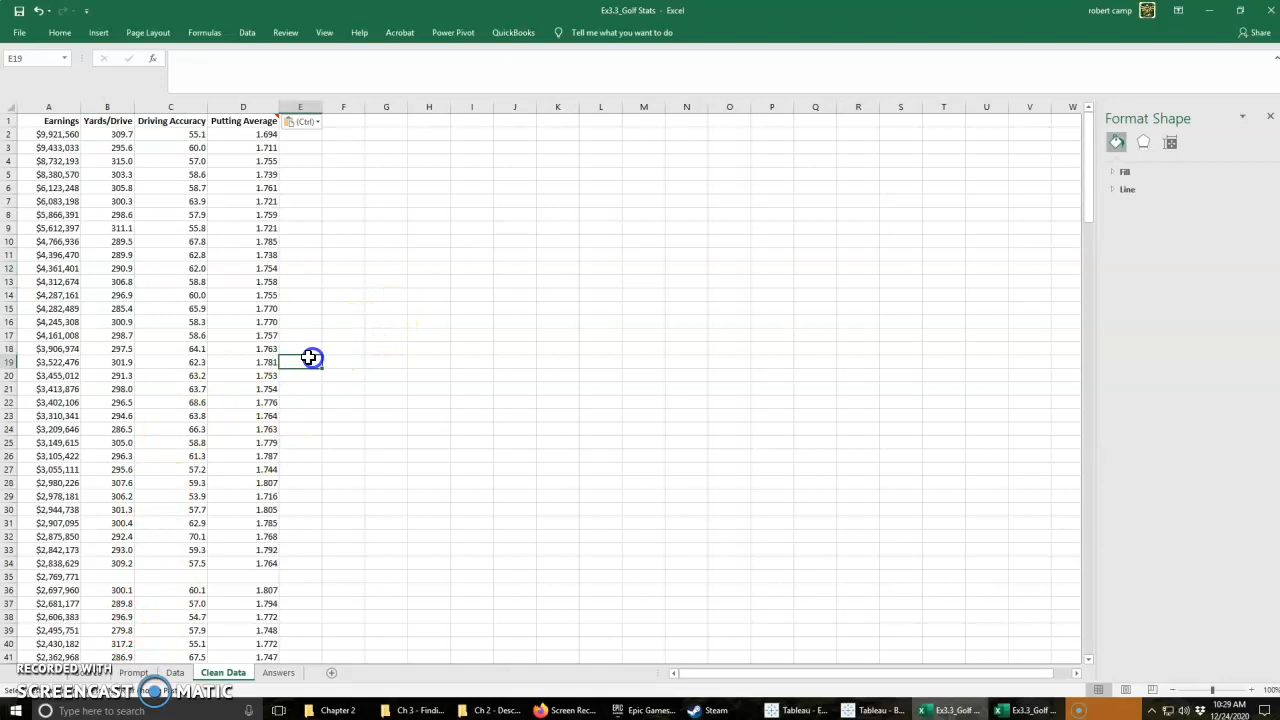 Ex3.3_Golf Stats - Excel
robert camp
File Home Insert Page Layout Formulas Data Review View Help Acrobat Power Pivot QuickBooks Tell me what you want to do Share
E19 fx
A B C D E F G H I J K L M N O P Q R S T U V W
1 Earnings Yards/Drive Driving Accuracy Putting Average (Ctrl)
2 $9,921,560 309.7 55.1 1.694
3 $9,433,033 295.6 60.0 1.711
4 $8,732,193 315.0 57.0 1.755
5 $8,380,570 303.3 58.6 1.739
6 $6,123,248 305.8 58.7 1.761
7 $6,083,198 300.3 63.9 1.721
8 $5,866,391 298.6 57.9 1.759
9 $5,612,397 311.1 55.8 1.721
10 $4,766,936 289.5 67.8 1.785
11 $4,396,470 289.9 62.8 1.738
12 $4,361,401 290.9 62.0 1.754
13 $4,312,674 306.8 58.8 1.758
14 $4,287,161 296.9 60.0 1.755
15 $4,282,489 285.4 65.9 1.770
16 $4,245,308 300.9 58.3 1.770
17 $4,161,008 298.7 58.6 1.757
18 $3,906,974 297.5 64.1 1.763
19 $3,522,476 301.9 62.3 1.781
20 $3,455,012 291.3 63.2 1.753
21 $3,413,876 298.0 63.7 1.754
22 $3,402,106 296.5 68.6 1.776
23 $3,310,341 294.6 63.8 1.764
24 $3,209,646 286.5 66.3 1.763
25 $3,149,615 305.0 58.8 1.779
26 $3,105,422 296.3 61.3 1.787
27 $3,055,111 295.6 57.2 1.744
28 $2,980,226 307.6 59.3 1.807
29 $2,978,181 306.2 53.9 1.716
30 $2,944,738 301.3 57.7 1.805
31 $2,907,095 300.4 62.9 1.785
32 $2,875,850 292.4 70.1 1.768
33 $2,842,173 293.0 59.3 1.792
34 $2,838,629 309.2 57.5 1.764
35 $2,769,771
36 $2,697,960 300.1 60.1 1.807
37 $2,681,177 289.8 57.0 1.794
38 $2,606,383 296.9 54.7 1.772
39 $2,495,751 279.8 57.9 1.748
40 $2,430,182 317.2 55.1 1.772
41 $2,362,968 286.9 67.5 1.747
Format Shape
Fill
Line
RECORDED WITH
SCREENCAST MATIC
Prompt Data Clean Data Answers
100%
Type here to search
Chapter 2 Ch 3 - Findi... Ch 2 - Desc... Screen Rec... Epic Games... Steam Tableau - E... Tableau - B... Ex3.3_Golf ... Ex3.3_Golf ...
10:29 AM
12/24/2020